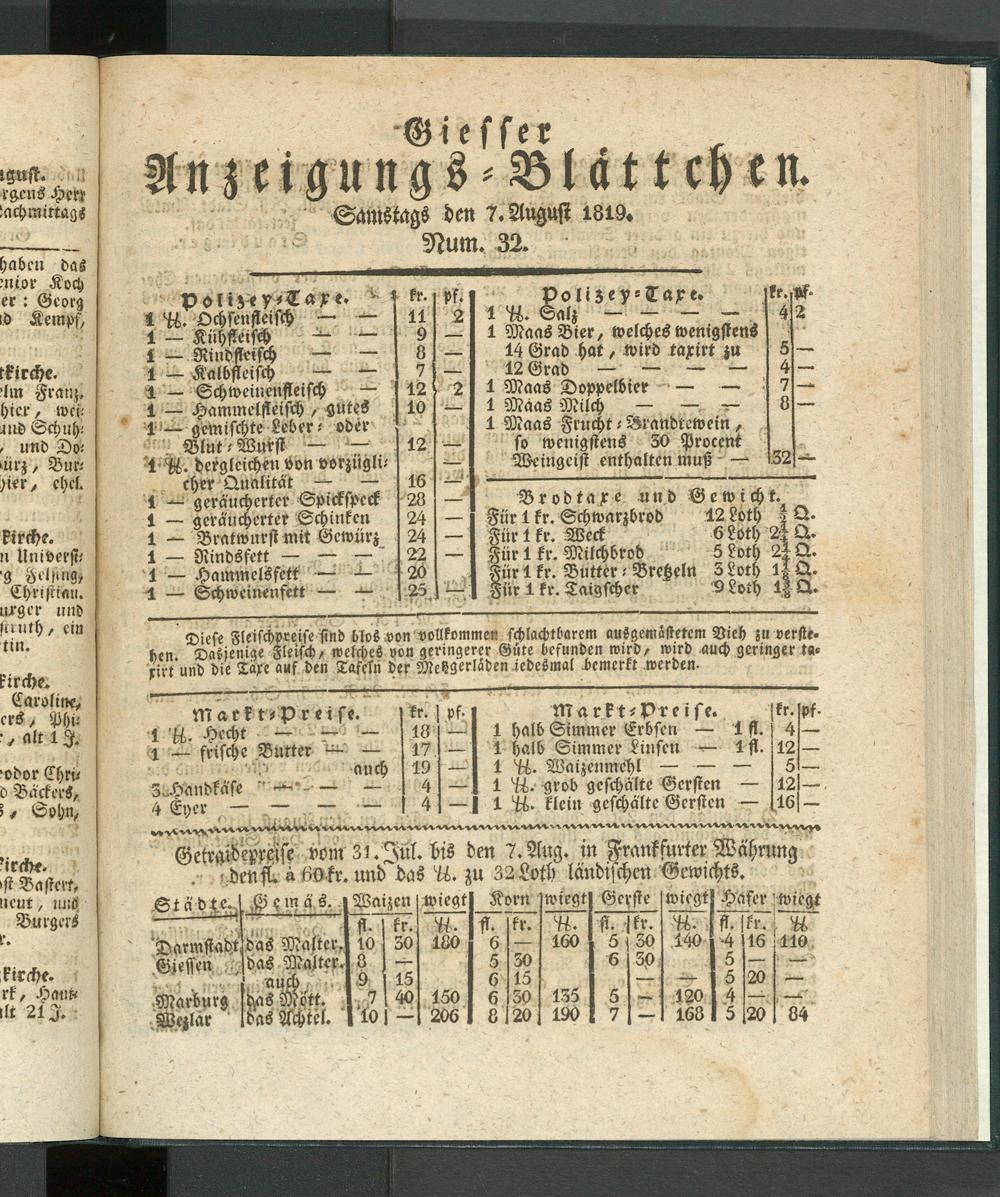 Giesser
Anzeigungs-Blättchen.
Samstags den 7. August 1819.
Num. 32.
Polizey-Taxe. kr. pf.
1 ℔. Ochsenfleisch — — 11 2
1 — Kühfleisch — — 9 —
1 — Rindfleisch — — 8 —
1 — Kalbfleisch — — 7 —
1 — Schweinenfleisch — 12 2
1 — Hammelfleisch, gutes 10 —
1 — gemischte Leber- oder
Blut-Wurst — — 12 —
1 ℔. dergleichen von vorzügli- —
cher Qualität — — 16 —
1 — geräucherter Spickspeck 28 —
1 — geräucherter Schinken 24 —
1 — Bratwurst mit Gewürz 24 —
1 — Rindsfett — — 22 —
1 — Hammelsfett — — 20 —
1 — Schweinenfett — — 25 —
Polizey-Taxe. kr. pf.
1 ℔. Salz — — — — 4 2
1 Maas Bier, welches wenigstens
14 Grad hat, wird taxirt zu 5 —
12 Grad — — — — 4 —
1 Maas Doppelbier — — 7 —
1 Maas Milch — — — 8 —
1 Maas Frucht-Brandtewein,
so wenigstens 30 Procent
Weingeist enthalten muß — 32 —
Brodtaxe und Gewicht.
Für 1 kr. Schwarzbrod 12 Loth ½ Q.
Für 1 kr. Weck 6 Loth 2¼ Q.
Für 1 kr. Milchbrod 5 Loth 2¼ Q.
Für 1 kr. Butter-Bretzeln 3 Loth 1⅛ Q.
Für 1 kr. Taigscher 9 Loth 1⅜ Q.
Diese Fleischpreise sind blos von vollkommen schlachtbarem ausgemästetem Vieh zu verste-
hen. Dasjenige Fleisch, welches von geringerer Güte befunden wird, wird auch geringer ta-
xirt und die Taxe auf den Tafeln der Metzgerläden jedesmal bemerkt werden.
Markt-Preise. kr. pf.
1 ℔. Hecht — — — 18 —
1 — frische Butter — — 17 —
auch 19 —
3 Handkäse — — — 4 —
4 Eyer — — — — 4 —
Markt-Preise. kr. pf.
1 halb Simmer Erbsen — 1 fl. 4 —
1 halb Simmer Linsen — 1 fl. 12 —
1 ℔. Waizenmehl — — — 5 —
1 ℔. grob geschälte Gersten — 12 —
1 ℔. klein geschälte Gersten — 16 —
Getraidepreise vom 31. Jul. bis den 7. Aug. in Frankfurter Währung
den fl. à 60 kr. und das ℔. zu 32 Loth ländischen Gewichts.
Städte. Gemäs. Waizen wiegt Korn wiegt Gerste wiegt Hafer wiegt
fl. kr. ℔. fl. kr. ℔. fl. kr. ℔. fl. kr. ℔
Darmstadt das Malter. 10 30 180 6 — 160 5 30 140 4 16 110
Giessen das Malter. 8 — 5 30 6 30 5 — —
auch 9 15 6 15 — — 5 20 —
Marburg das Mött. 7 40 150 6 30 135 5 — 120 4 — —
Wezlar das Achtel. 10 — 206 8 20 190 7 — 168 5 20 84